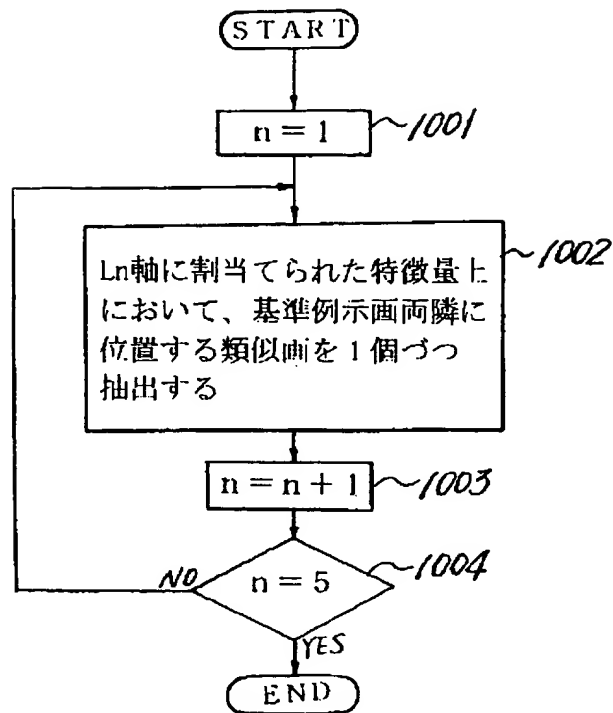 START
n = 1
1001
Ln軸に割当てられた特徴量上
において、基準例示画両隣に
位置する類似画を1個づつ
抽出する
1002
n = n + 1
1003
n = 5
1004
NO
YES
END